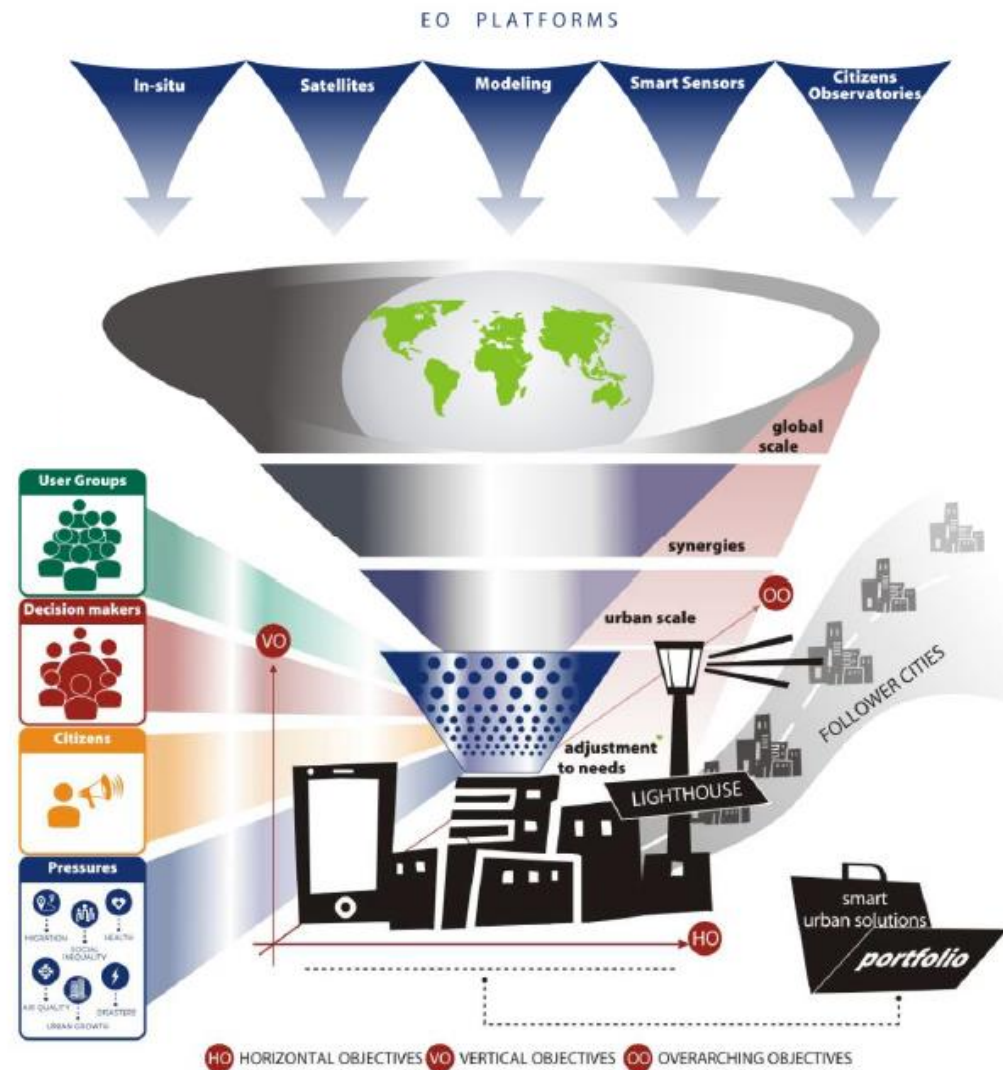 EO PLATFORMS
In-situ
Satellites
Modeling
Smart Sensors
Citizens
Observatories
global
scale
synergies
urban scale
adjustment
to needs
User Groups
Decision makers
Citizens
Pressures
MIGRATION
SOCIAL
INEQUALITY
HEALTH
AIR QUALITY
URBAN GROWTH
DISASTERS
VO
OO
HO
LIGHTHOUSE
FOLLOWER CITIES
smart
urban solutions
portfolio
HO HORIZONTAL OBJECTIVES VO VERTICAL OBJECTIVES OO OVERARCHING OBJECTIVES